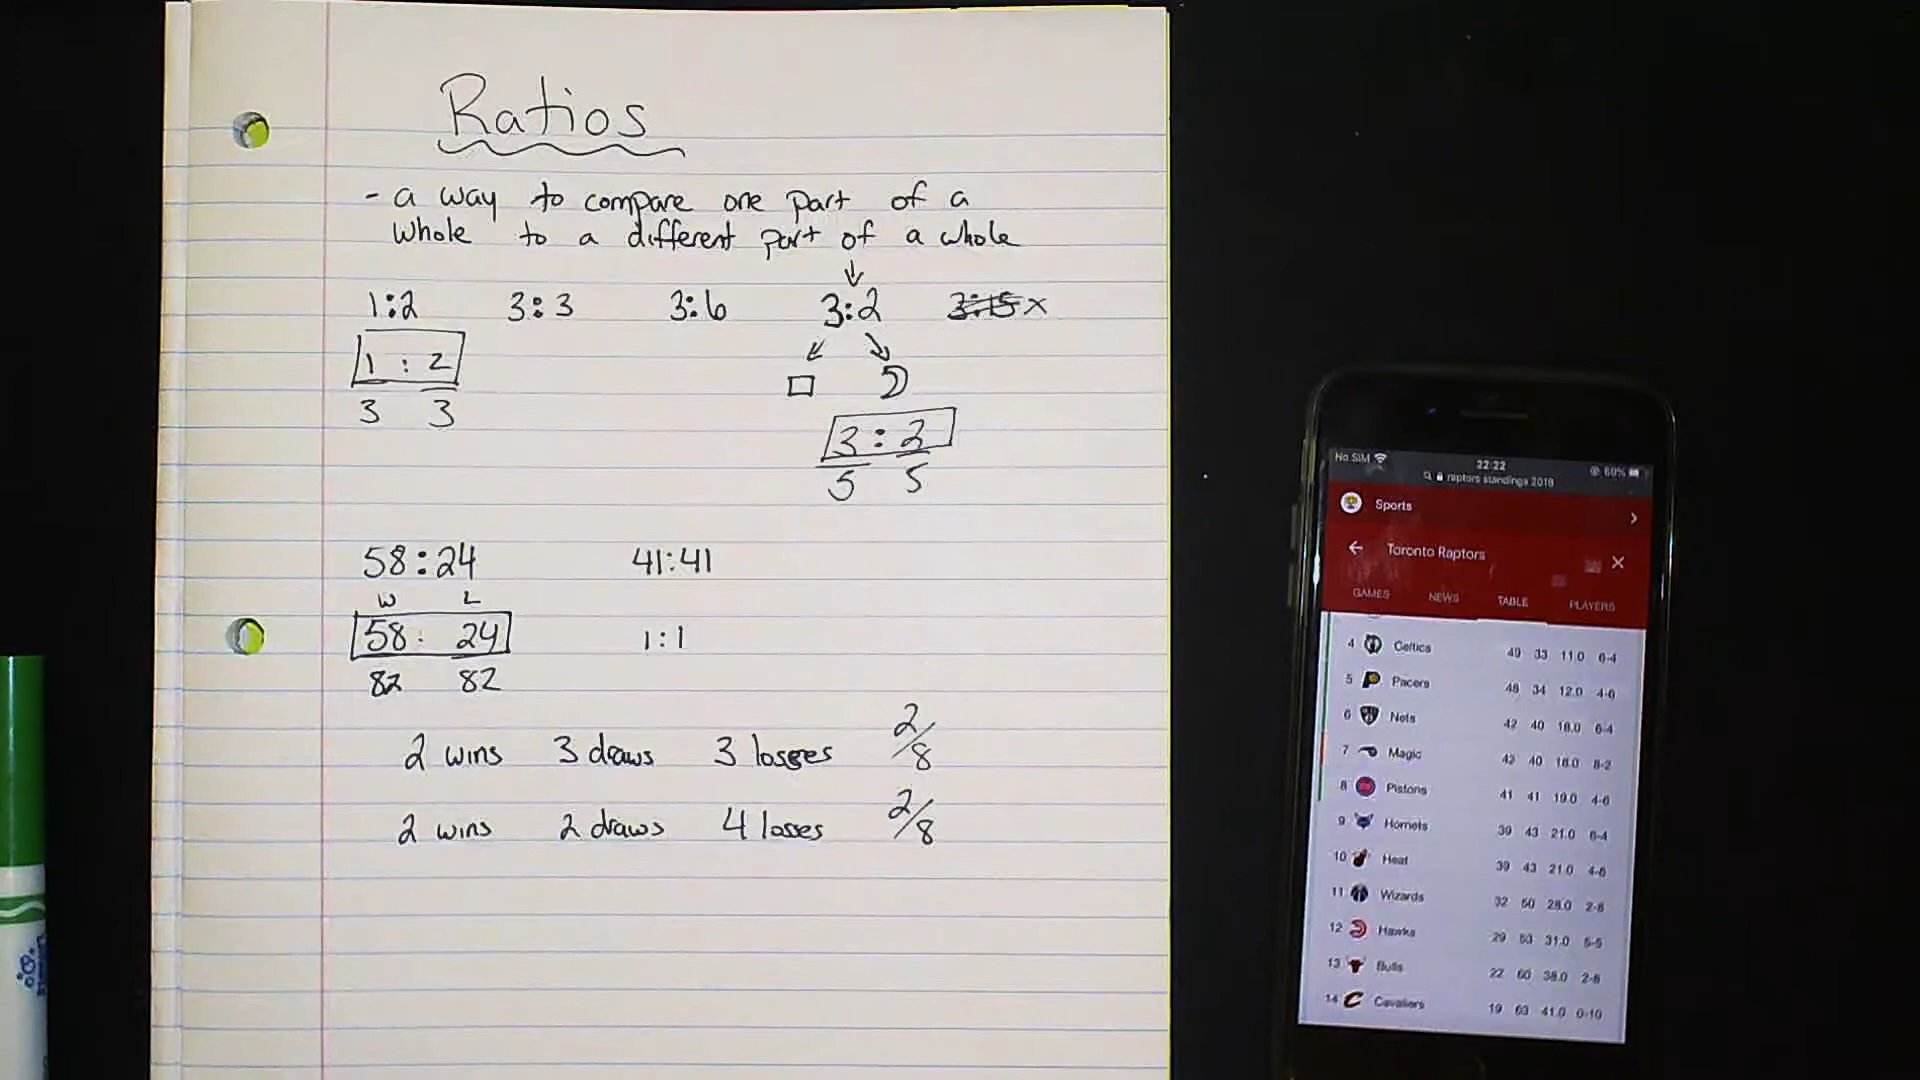 Ratios
- a way to compare one part of a
whole to a different part of a whole
↓
1:2 3:3 3:6 3:2 3:15 x
1 : 2
3 3
3 : 2
5 5
58:24 41:41
W L
58 : 24 1:1
82 82
2 wins 3 draws 3 losses 2/8
2 wins 2 draws 4 losses 2/8
No SIM 22:22 69%
raptors standings 2019
Sports
Toronto Raptors
GAMES NEWS TABLE PLAYERS
4 Celtics 49 33 11.0 6-4
5 Pacers 48 34 12.0 4-6
6 Nets 42 40 16.0 6-4
7 Magic 42 40 16.0 8-2
8 Pistons 41 41 19.0 4-6
9 Hornets 39 43 21.0 6-4
10 Heat 39 43 21.0 4-6
11 Wizards 32 50 28.0 2-8
12 Hawks 29 53 31.0 5-5
13 Bulls 22 60 38.0 2-8
14 Cavaliers 19 63 41.0 0-10